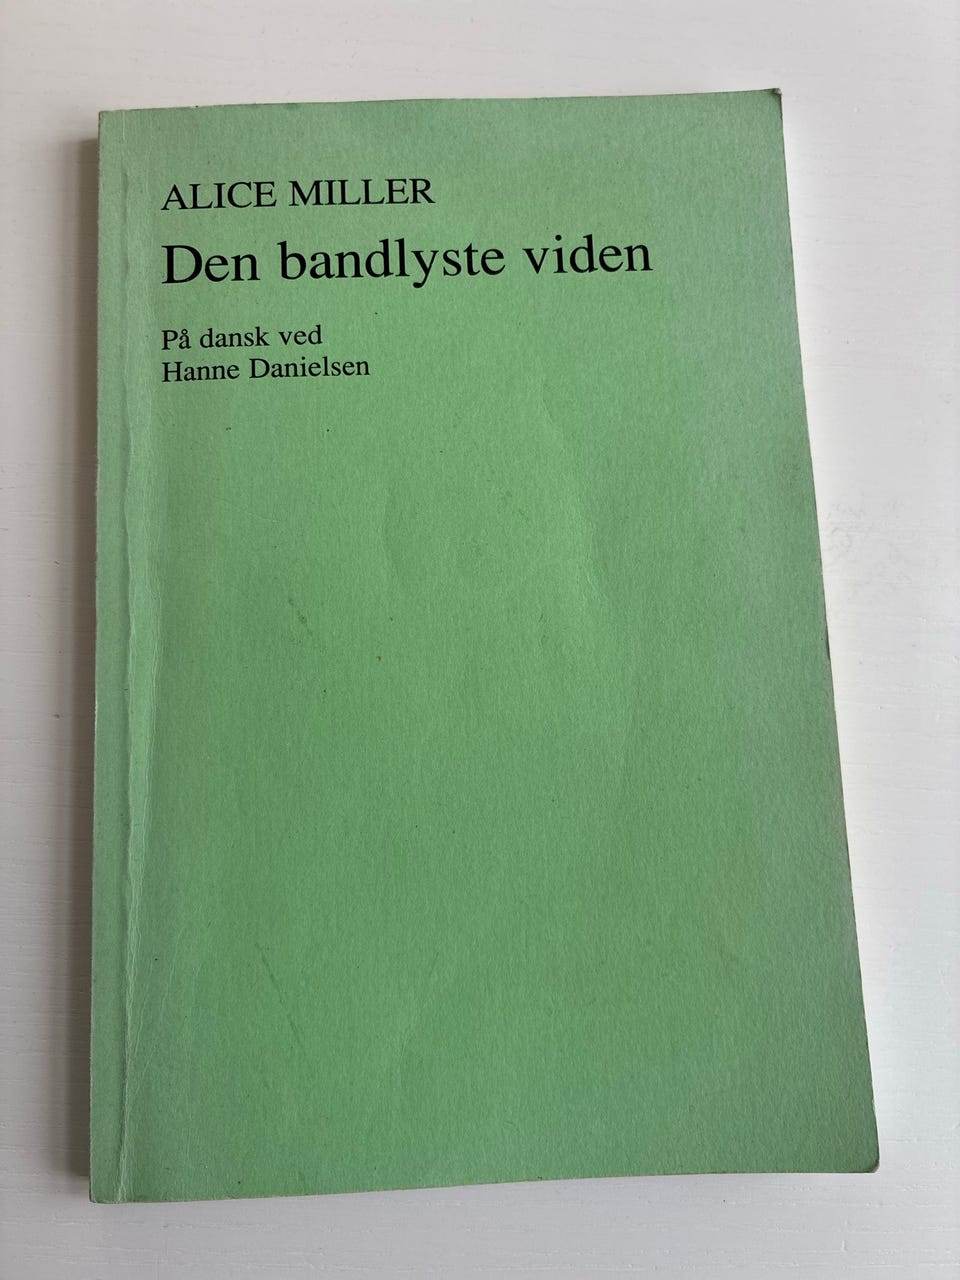 ALICE MILLER
Den bandlyste viden
På dansk ved
Hanne Danielsen